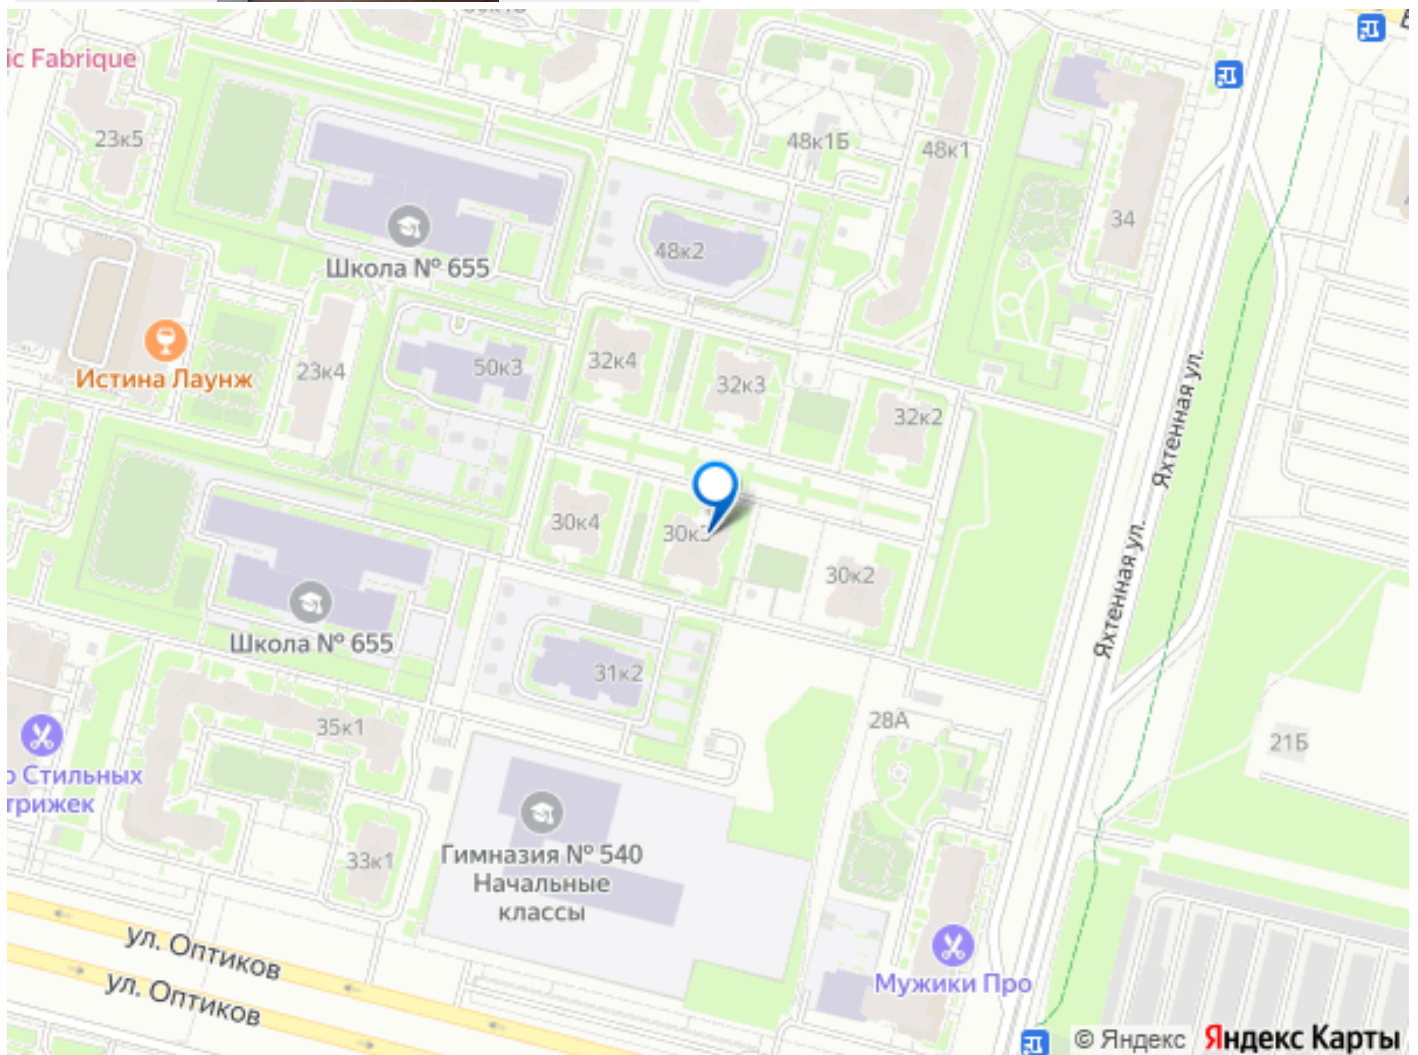 ic Fabrique
23к5
48к1Б
48к1
34
Школа № 655
48к2
Истина Лаунж
23к4
50к3
32к4
32к3
32к2
Яхтенная ул.
30к4
30к3
30к2
Яхтенная ул.
Школа № 655
31к2
35к1
28А
21Б
о Стильных
трижек
33к1
Гимназия № 540
Начальные
классы
ул. Оптиков
ул. Оптиков
Мужики Про
© Яндекс Яндекс Карты